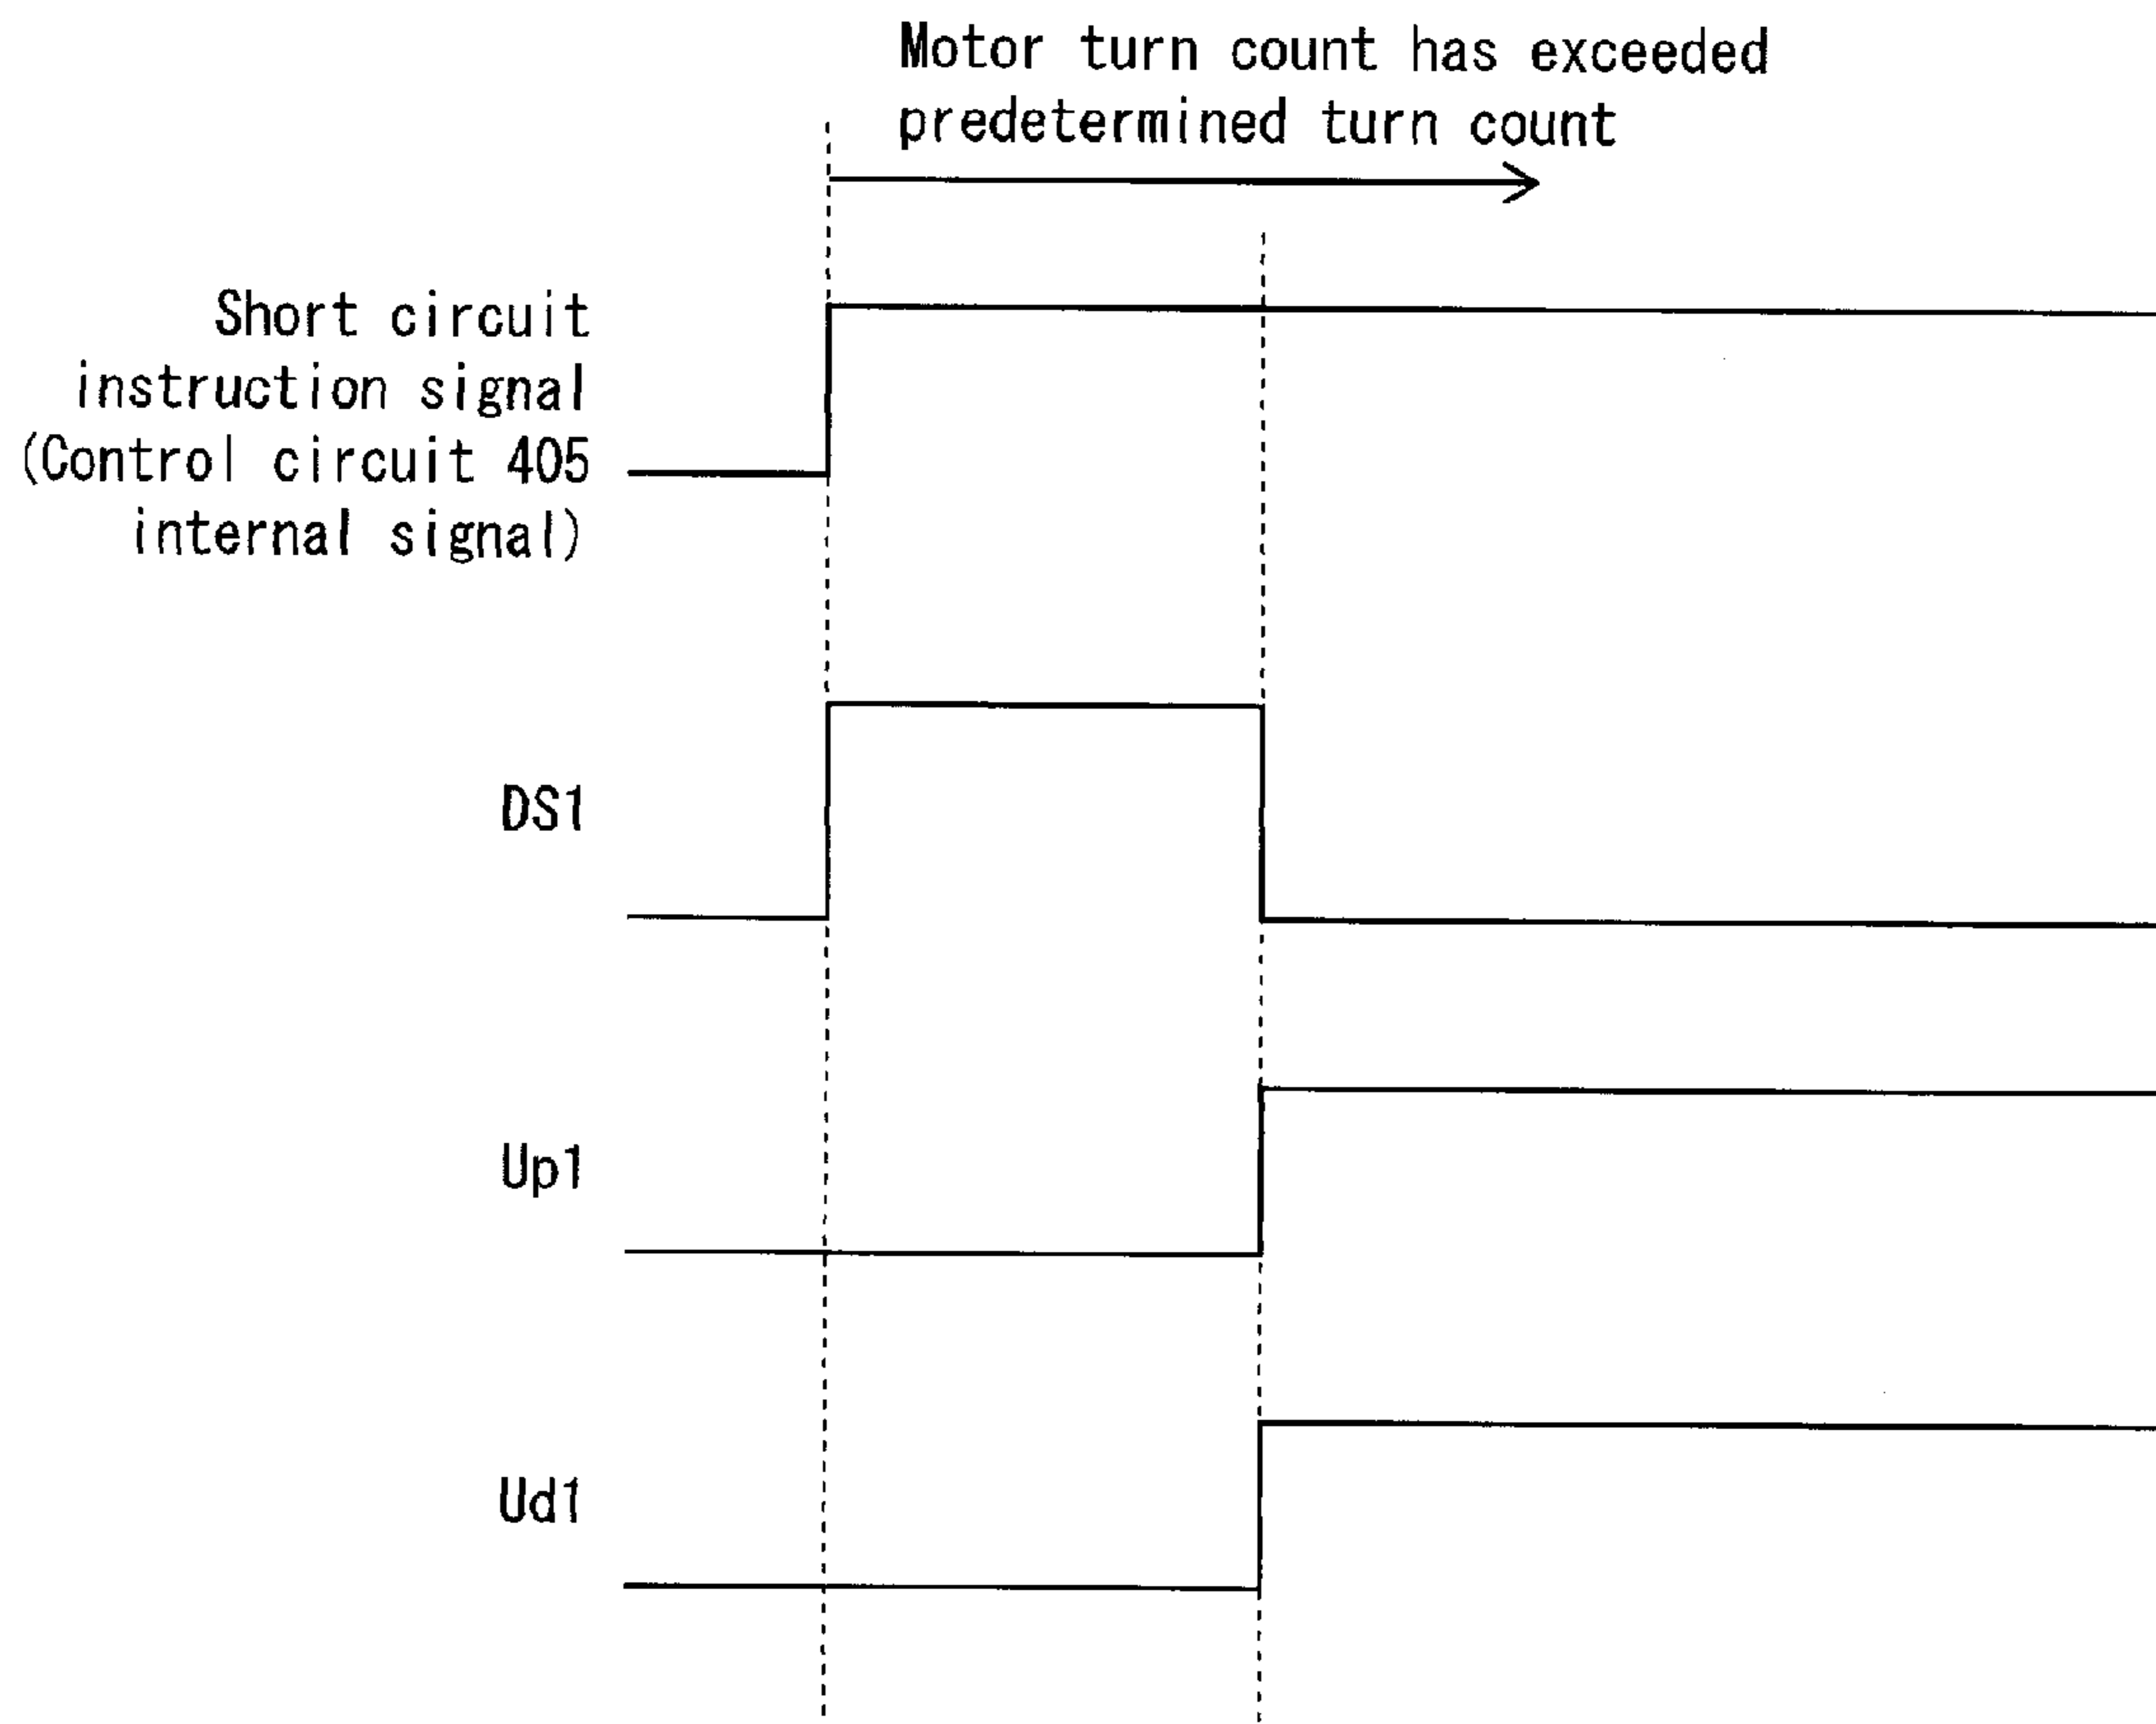 Motor turn count has exceeded
predetermined turn count
Short circuit
instruction signal
(Control circuit 405
internal signal)
DS1
Up1
Ud1